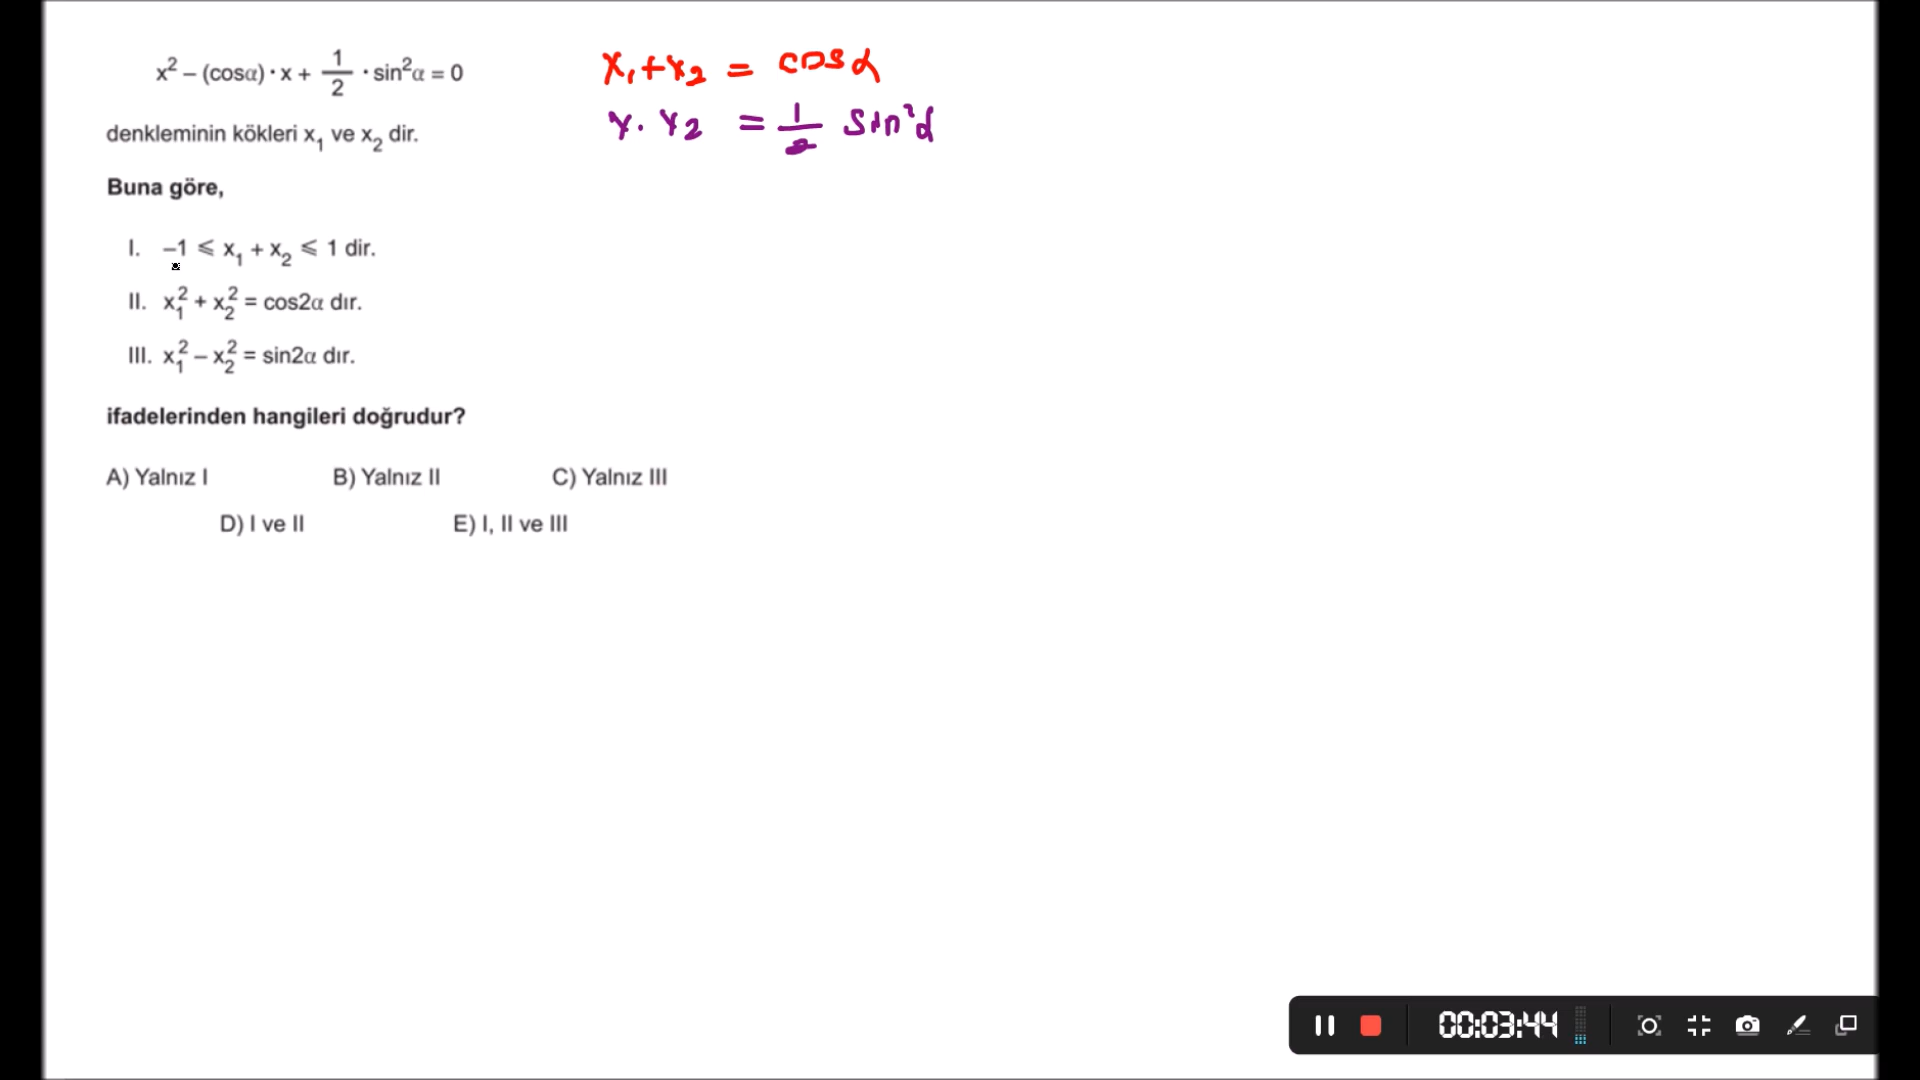 x² – (cosα) · x + 1/2 · sin²α = 0
denkleminin kökleri x₁ ve x₂ dir.
Buna göre,
I. –1 ⩽ x₁ + x₂ ⩽ 1 dir.
II. x₁² + x₂² = cos2α dır.
III. x₁² – x₂² = sin2α dır.
ifadelerinden hangileri doğrudur?
A) Yalnız I B) Yalnız II C) Yalnız III
D) I ve II E) I, II ve III
x₁+x₂ = cosα
x. x₂ = 1/2 sin²α
00:03:44